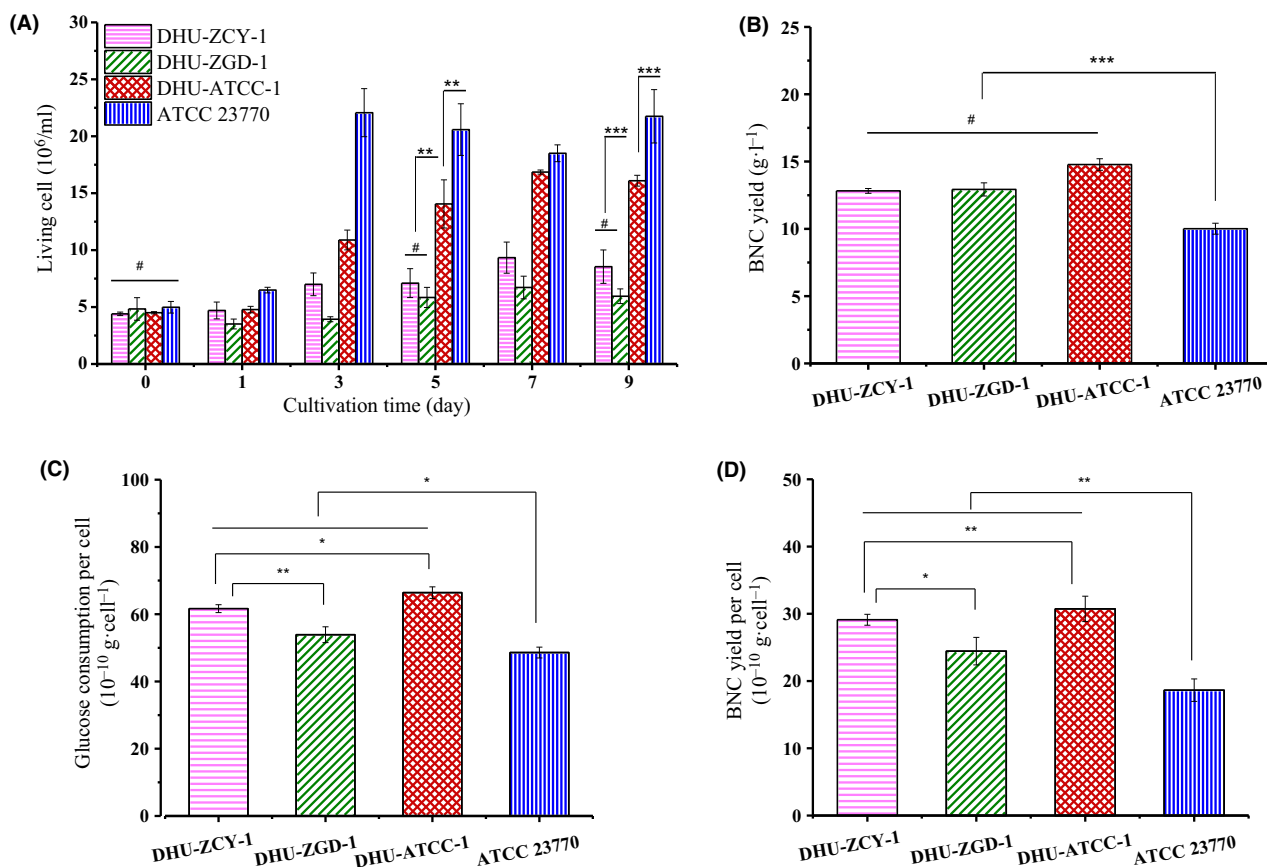 (A)
DHU-ZCY-1
DHU-ZGD-1
DHU-ATCC-1
ATCC 23770
Living cell (10⁶/ml)
30
25
20
15
10
5
0
#
#
**
**
#
***
***
0 1 3 5 7 9
Cultivation time (day)
(B)
BNC yield (g·l⁻¹)
25
20
15
10
5
0
#
***
DHU-ZCY-1 DHU-ZGD-1 DHU-ATCC-1 ATCC 23770
(C)
Glucose consumption per cell
(10⁻¹⁰ g·cell⁻¹)
100
80
60
40
20
0
*
*
**
DHU-ZCY-1 DHU-ZGD-1 DHU-ATCC-1 ATCC 23770
(D)
BNC yield per cell
(10⁻¹⁰ g·cell⁻¹)
50
40
30
20
10
0
**
**
*
DHU-ZCY-1 DHU-ZGD-1 DHU-ATCC-1 ATCC 23770